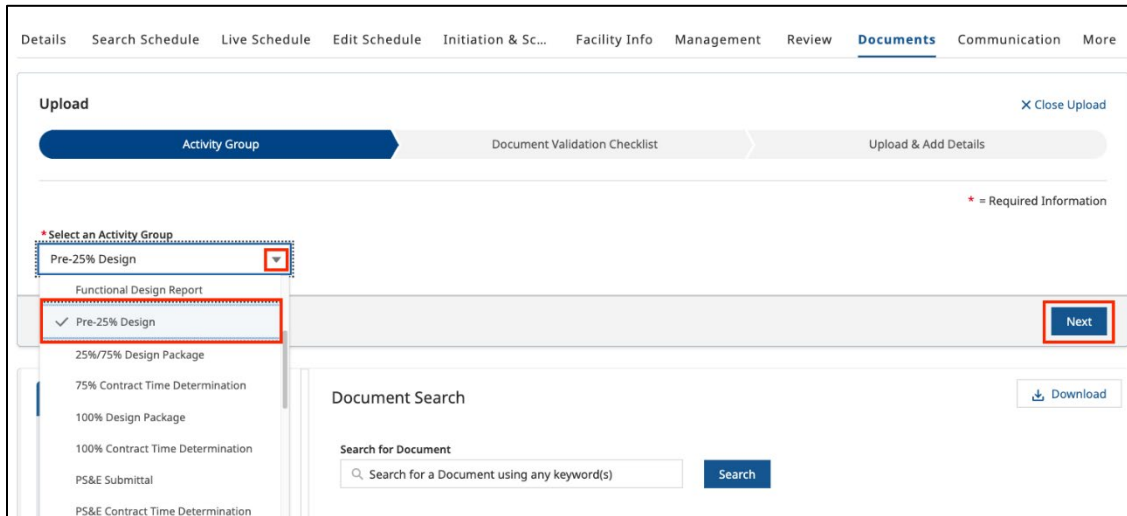 Details Search Schedule Live Schedule Edit Schedule Initiation & Sc... Facility Info Management Review Documents Communication More
Upload
X Close Upload
Activity Group
Document Validation Checklist
Upload & Add Details
* = Required Information
*Select an Activity Group
Pre-25% Design
Functional Design Report
Pre-25% Design
Next
25%/75% Design Package
75% Contract Time Determination
100% Design Package
100% Contract Time Determination
PS&E Submittal
PS&E Contract Time Determination
Document Search
Download
Search for Document
Search for a Document using any keyword(s)
Search